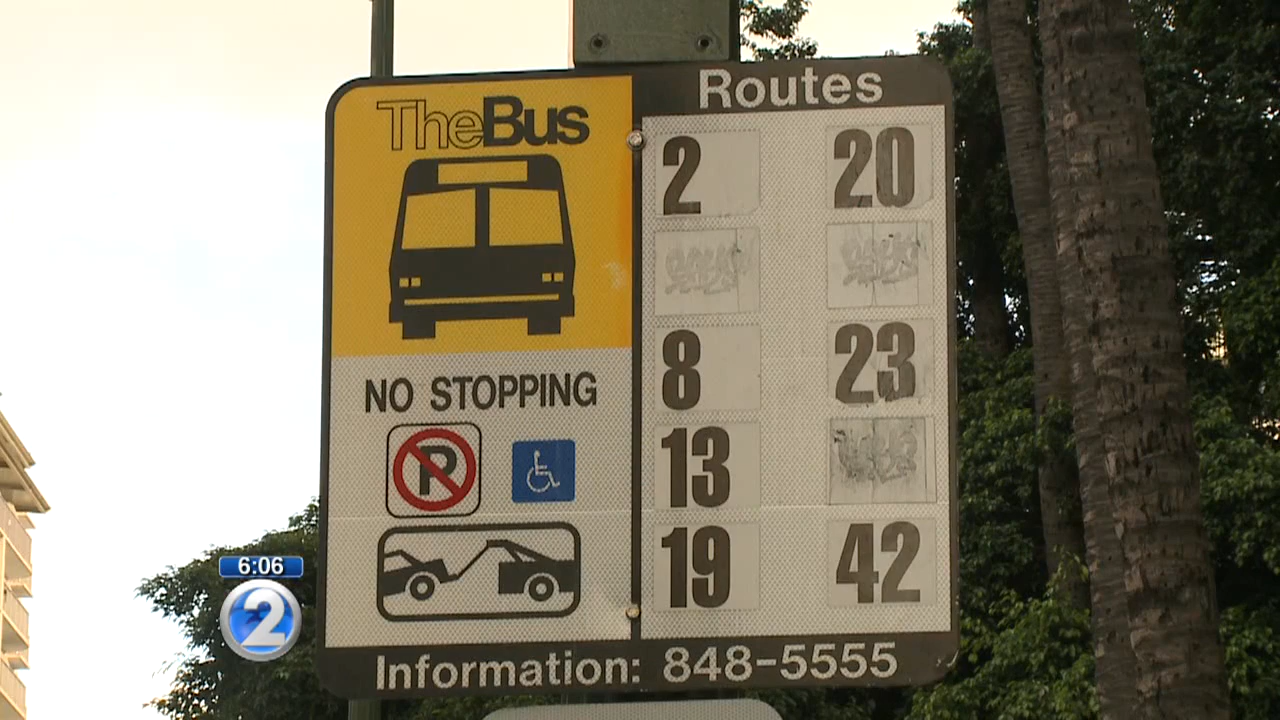 TheBus
NO STOPPING
P
Routes
2 20
8 23
13
19 42
Information: 848-5555
6:06
2